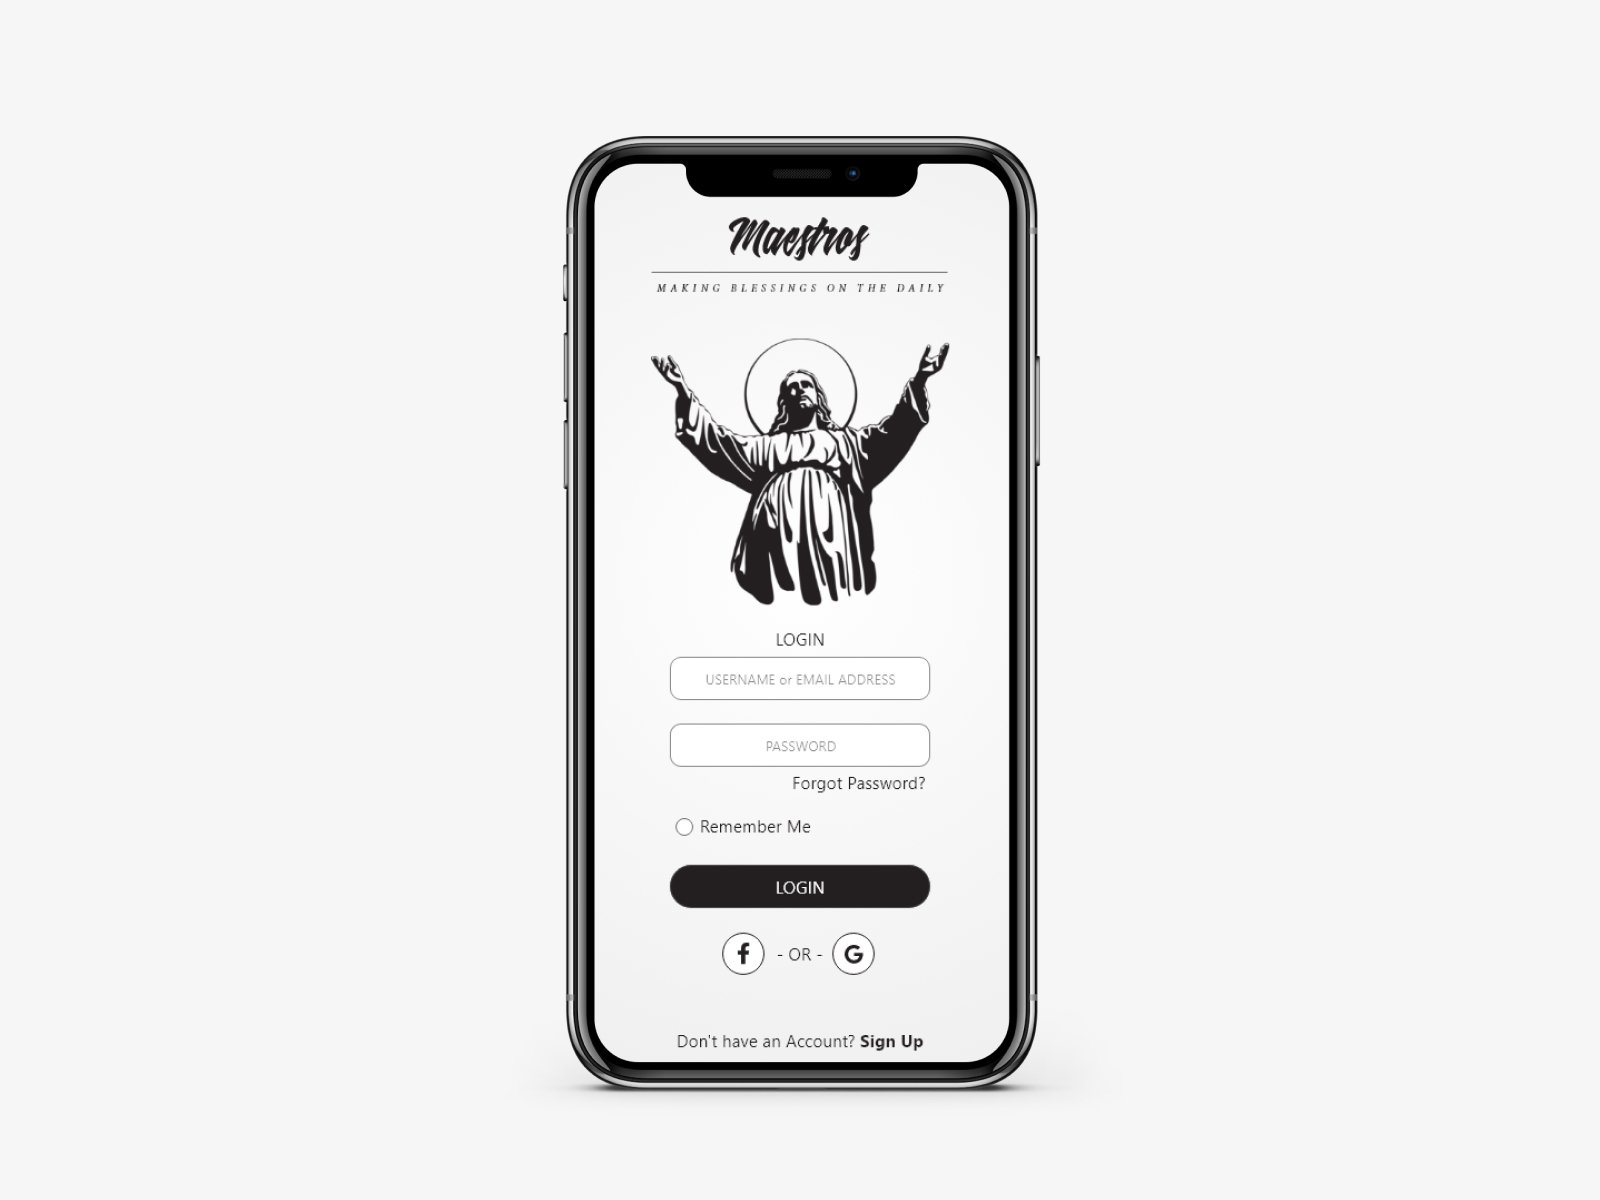 Maestros
MAKING BLESSINGS ON THE DAILY
LOGIN
USERNAME or EMAIL ADDRESS
PASSWORD
Forgot Password?
Remember Me
LOGIN
f - OR - G
Don't have an Account? Sign Up